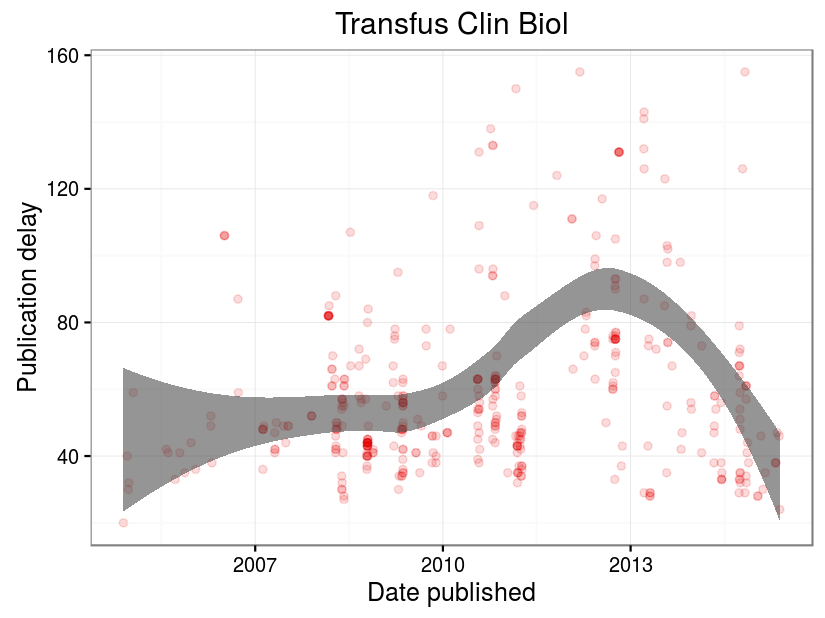 Transfus Clin Biol
160
120
80
40
Publication delay
2007
2010
2013
Date published